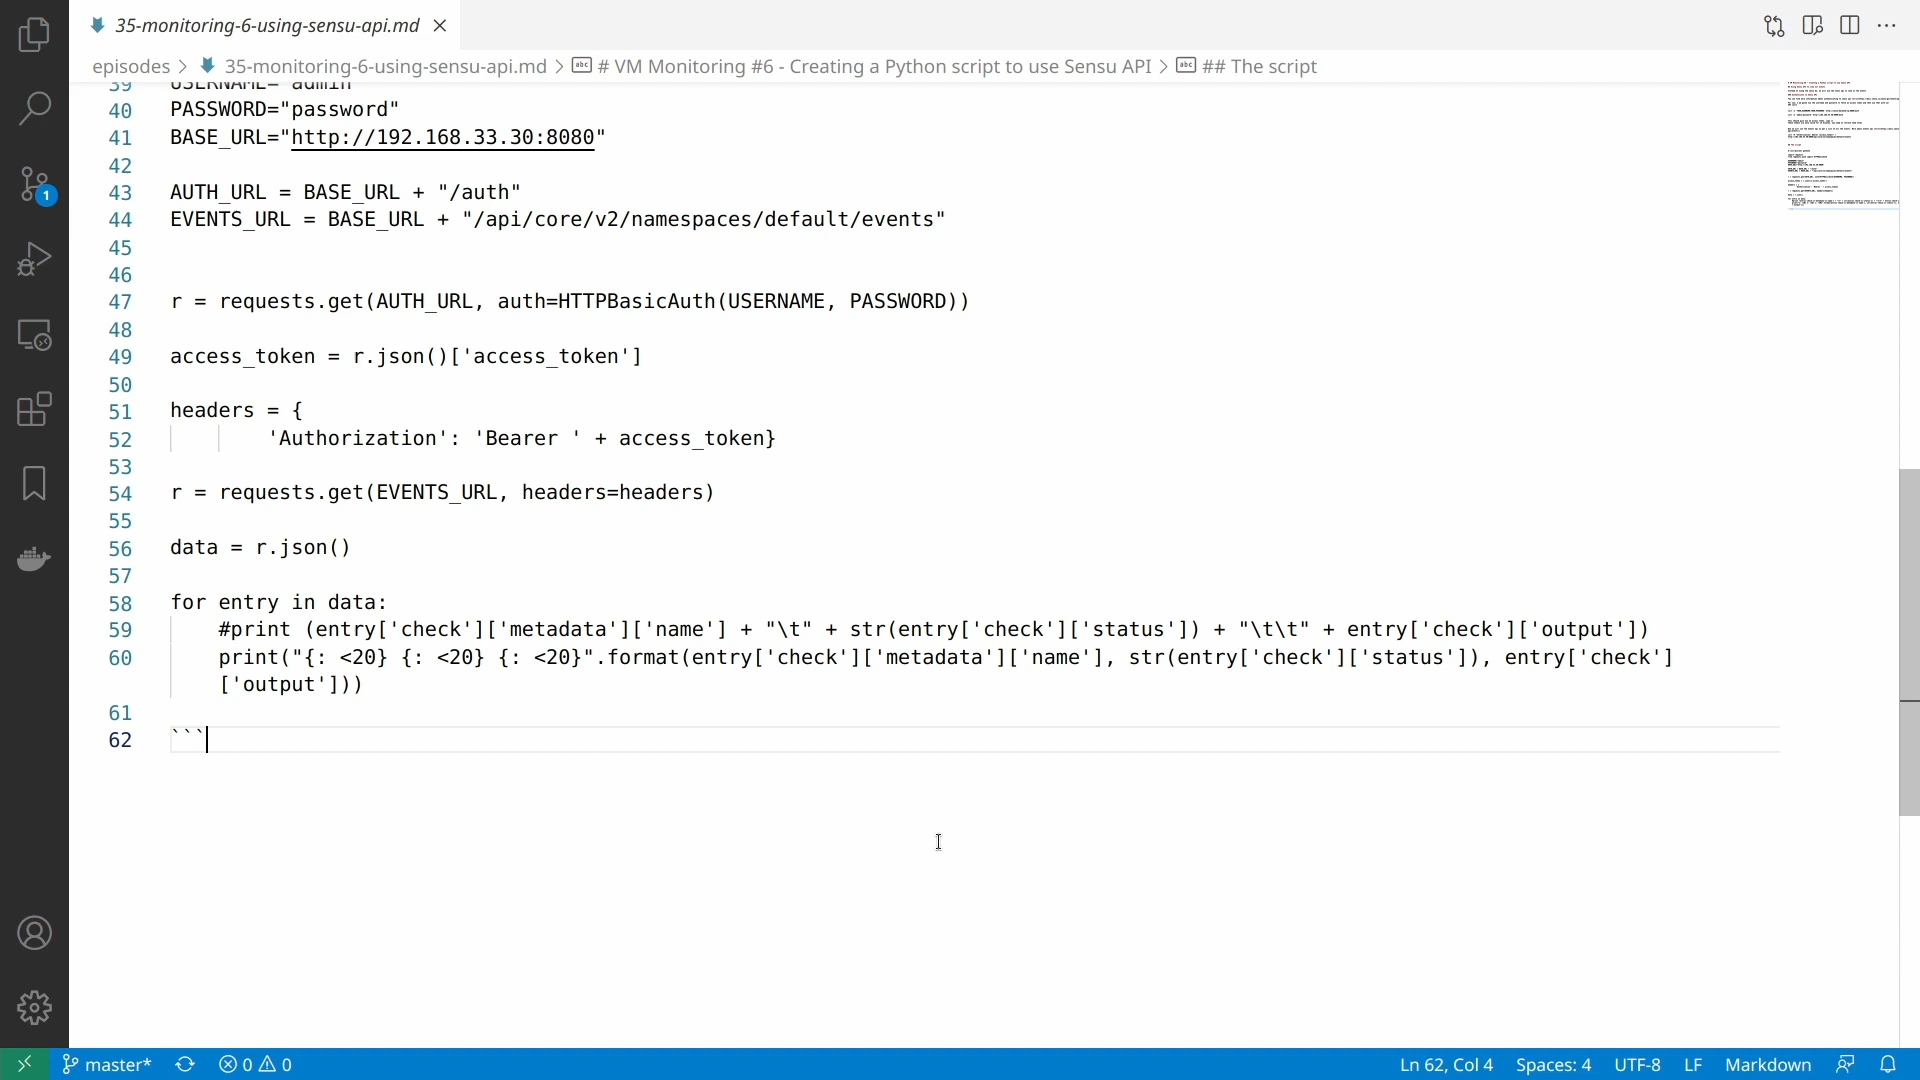 35-monitoring-6-using-sensu-api.md
episodes > 35-monitoring-6-using-sensu-api.md > # VM Monitoring #6 - Creating a Python script to use Sensu API > ## The script
39 USERNAME="admin"
40 PASSWORD="password"
41 BASE_URL="http://192.168.33.30:8080"
42
43 AUTH_URL = BASE_URL + "/auth"
44 EVENTS_URL = BASE_URL + "/api/core/v2/namespaces/default/events"
45
46
47 r = requests.get(AUTH_URL, auth=HTTPBasicAuth(USERNAME, PASSWORD))
48
49 access_token = r.json()['access_token']
50
51 headers = {
52 'Authorization': 'Bearer ' + access_token}
53
54 r = requests.get(EVENTS_URL, headers=headers)
55
56 data = r.json()
57
58 for entry in data:
59 #print (entry['check']['metadata']['name'] + "\t" + str(entry['check']['status']) + "\t\t" + entry['check']['output'])
60 print("{: <20} {: <20} {: <20}".format(entry['check']['metadata']['name'], str(entry['check']['status']), entry['check']
['output']))
61
62 ```
1
master* 0 0 Ln 62, Col 4 Spaces: 4 UTF-8 LF Markdown